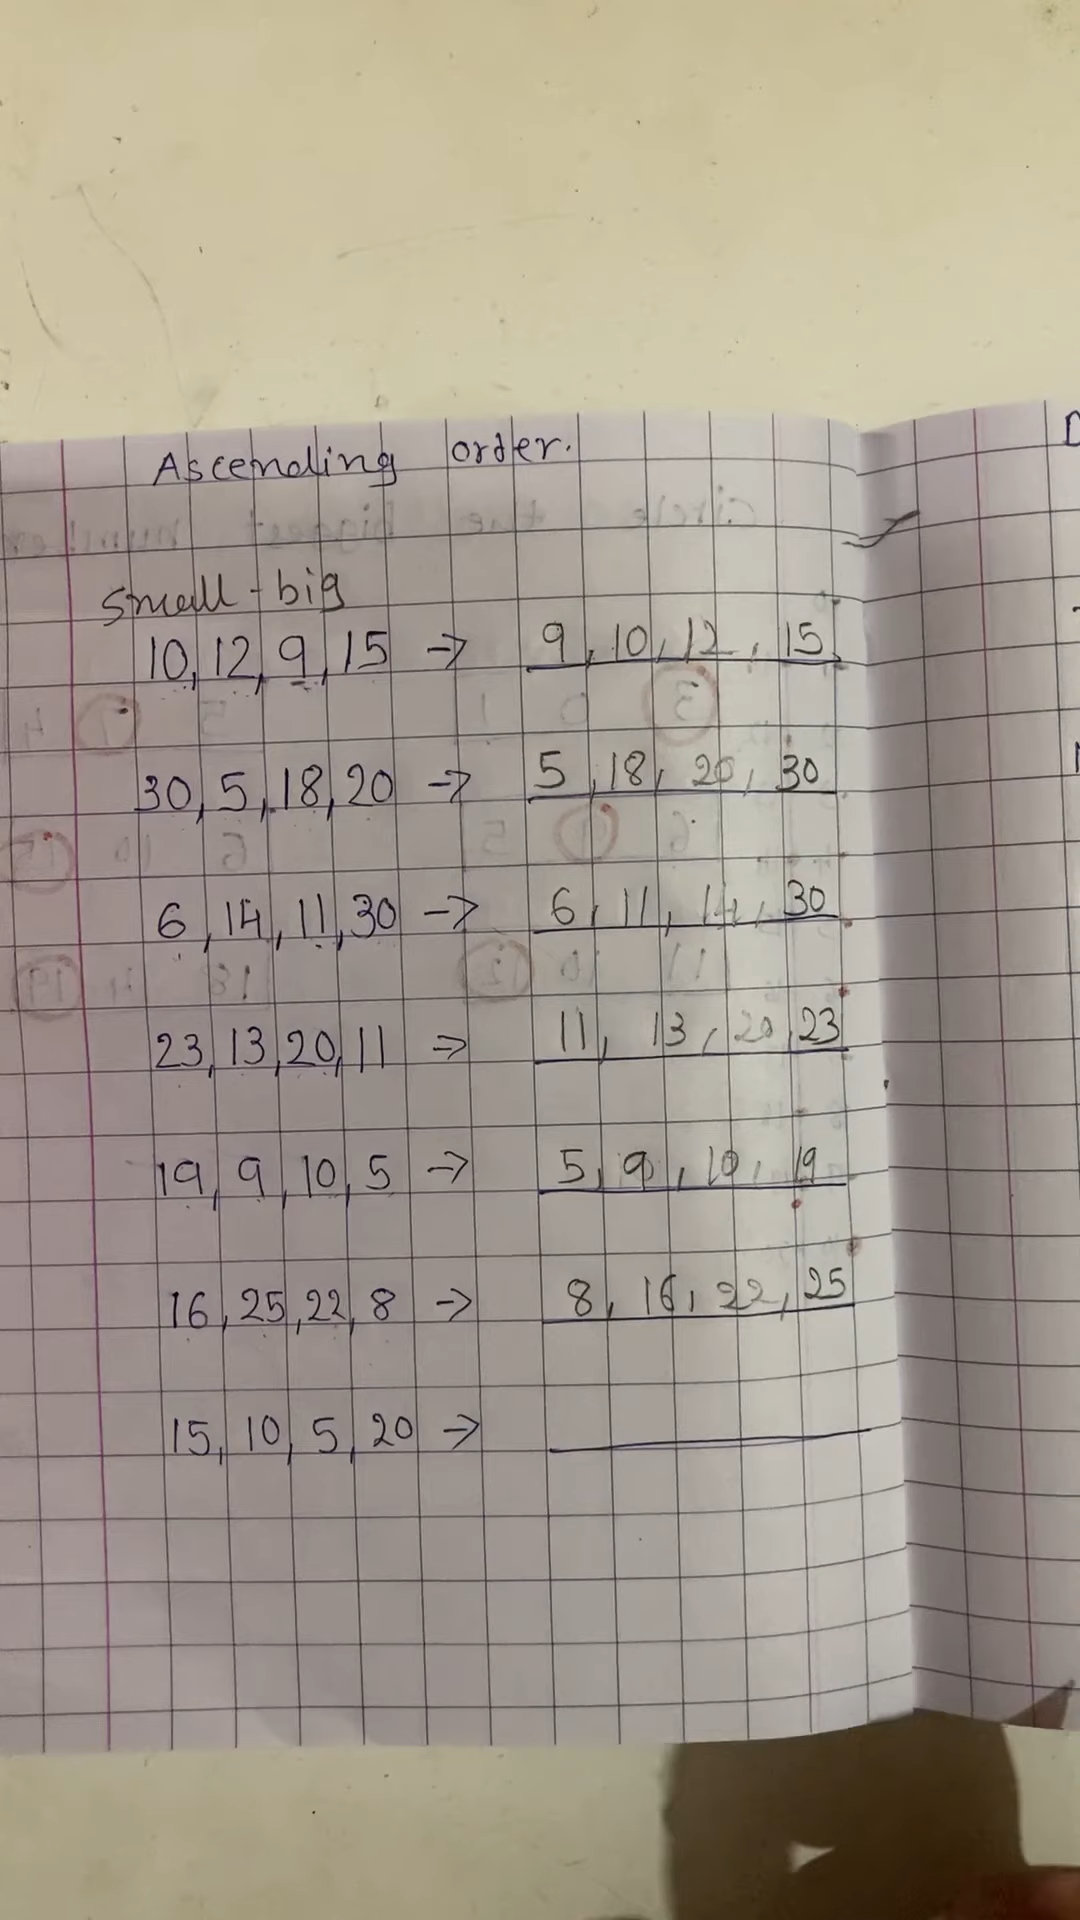 Ascending order.
small - big
10, 12, 9, 15 → 9, 10, 12, 15
30, 5, 18, 20 → 5, 18, 20, 30
6, 14, 11, 30 → 6, 11, 14, 30
23, 13, 20, 11 → 11, 13, 20, 23
19, 9, 10, 5 → 5, 9, 10, 19
16, 25, 22, 8 → 8, 16, 22, 25
15, 10, 5, 20 →